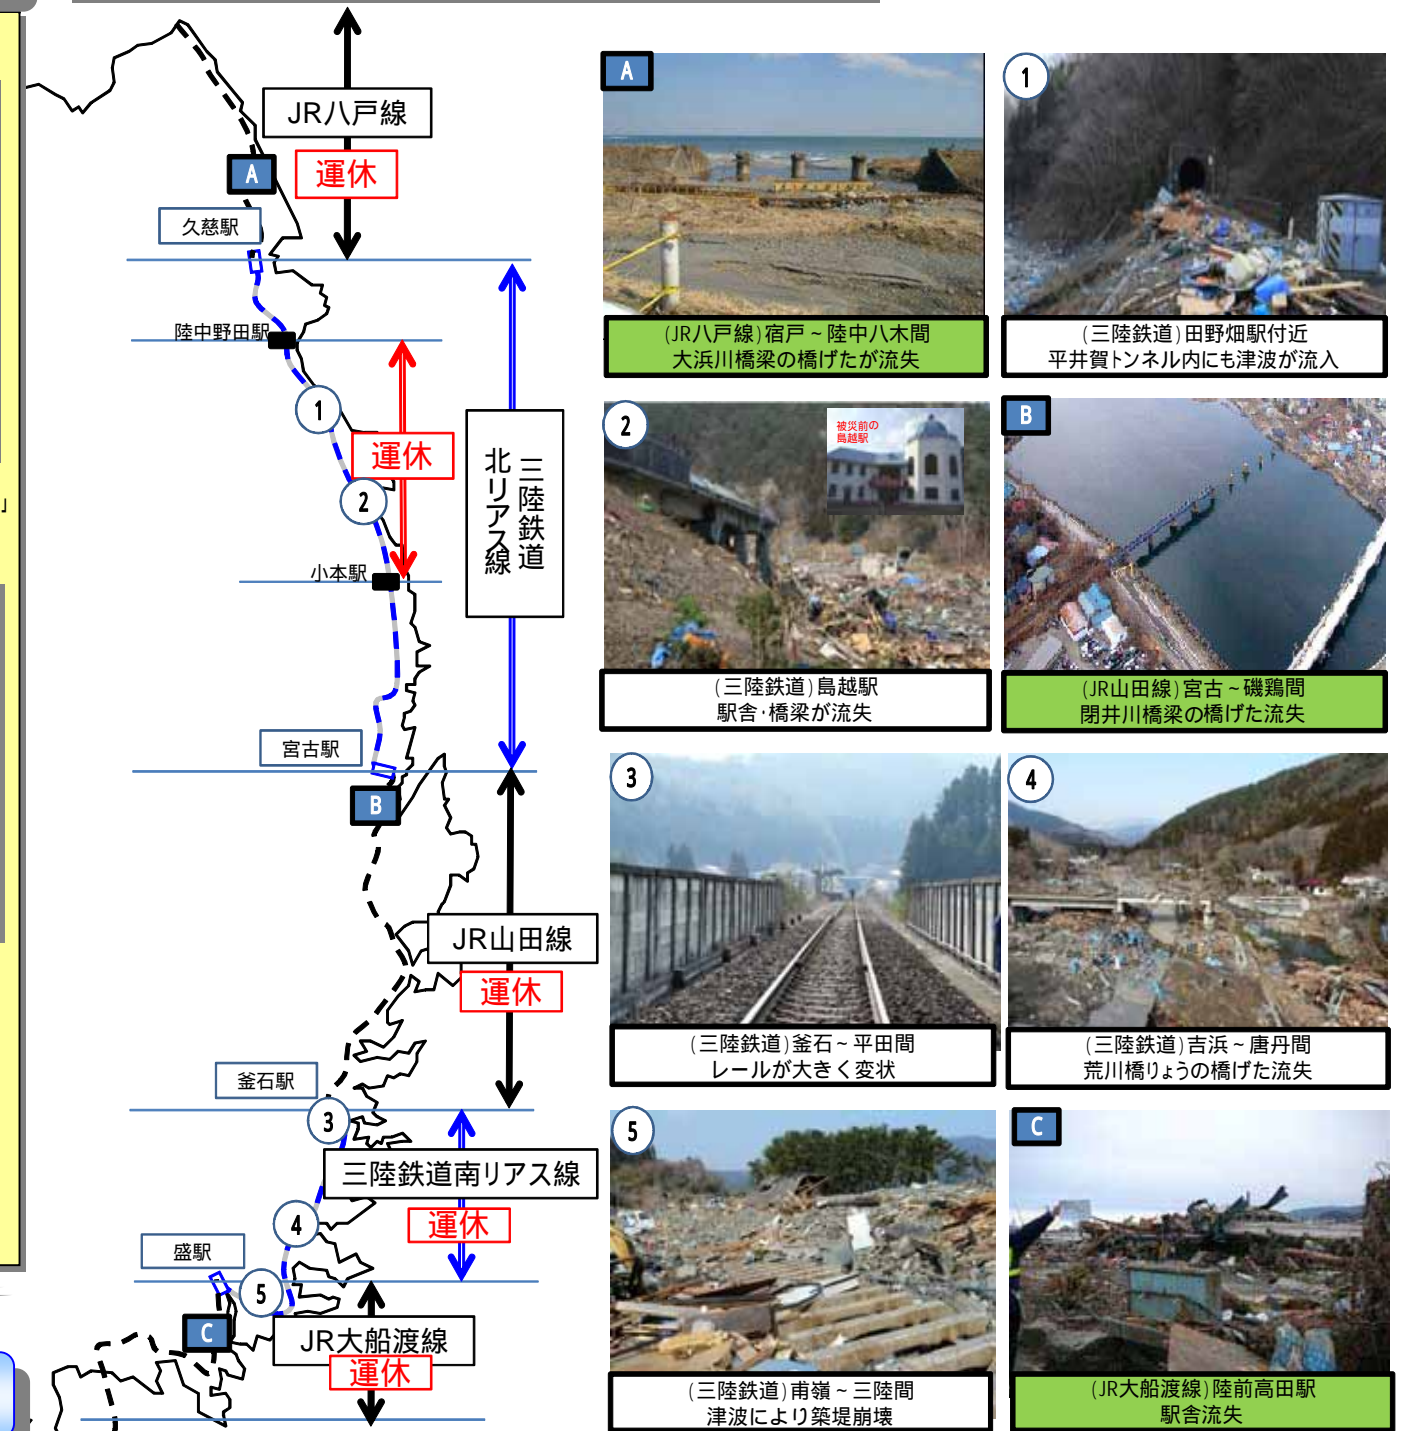 JR八戸線
運休
A
久慈駅
陸中野田駅
1
運休
2
三陸鉄道
北リアス線
小本駅
宮古駅
B
JR山田線
運休
釜石駅
3
三陸鉄道南リアス線
4
運休
盛駅
5
C
JR大船渡線
運休
」
A
(JR八戸線)宿戸~陸中八木間
大浜川橋梁の橋げたが流失
1
(三陸鉄道)田野畑駅付近
平井賀トンネル内にも津波が流入
2
被災前の
島越駅
(三陸鉄道)島越駅
駅舎・橋梁が流失
B
(JR山田線)宮古~磯鶏間
閉井川橋梁の橋げた流失
3
(三陸鉄道)釜石~平田間
レールが大きく変状
4
(三陸鉄道)吉浜~唐丹間
荒川橋りょうの橋げた流失
5
(三陸鉄道)甫嶺~三陸間
津波により築堤崩壊
C
(JR大船渡線)陸前高田駅
駅舎流失